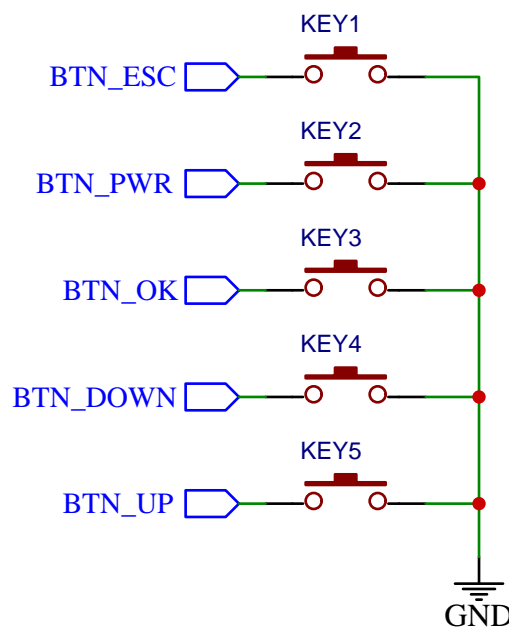 KEY1
BTN_ESC
KEY2
BTN_PWR
KEY3
BTN_OK
KEY4
BTN_DOWN
KEY5
BTN_UP
GND